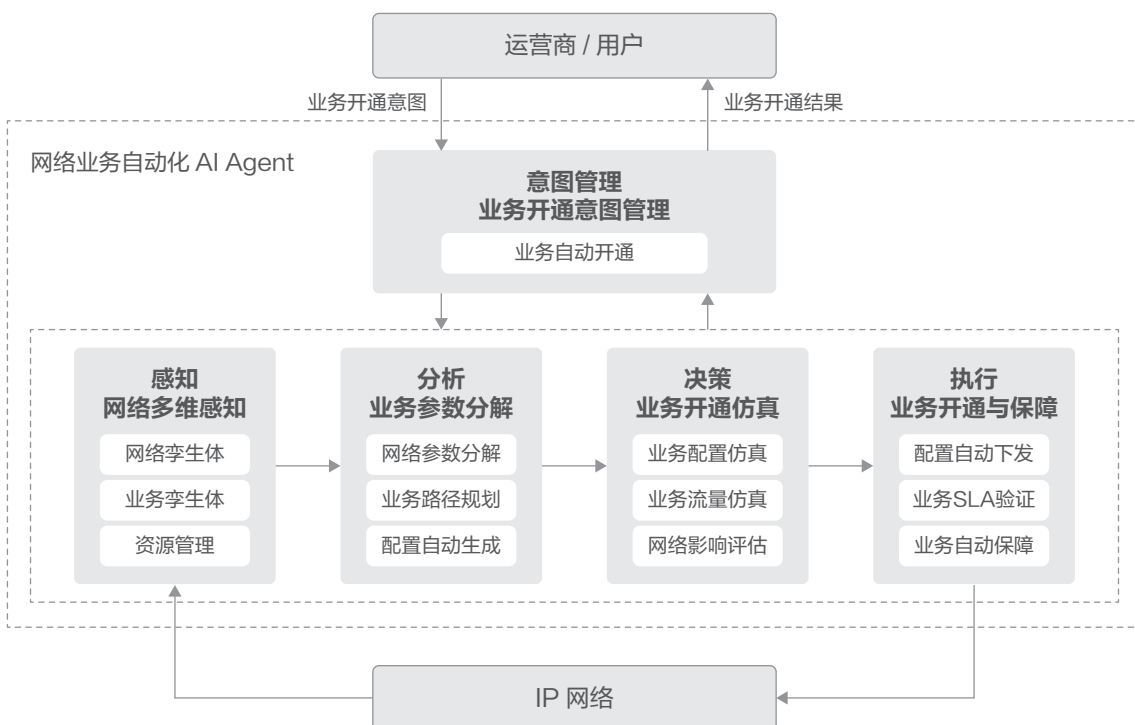 运营商 / 用户
业务开通意图
业务开通结果
网络业务自动化 AI Agent
意图管理
业务开通意图管理
业务自动开通
感知
网络多维感知
网络孪生体
业务孪生体
资源管理
分析
业务参数分解
网络参数分解
业务路径规划
配置自动生成
决策
业务开通仿真
业务配置仿真
业务流量仿真
网络影响评估
执行
业务开通与保障
配置自动下发
业务SLA验证
业务自动保障
IP 网络